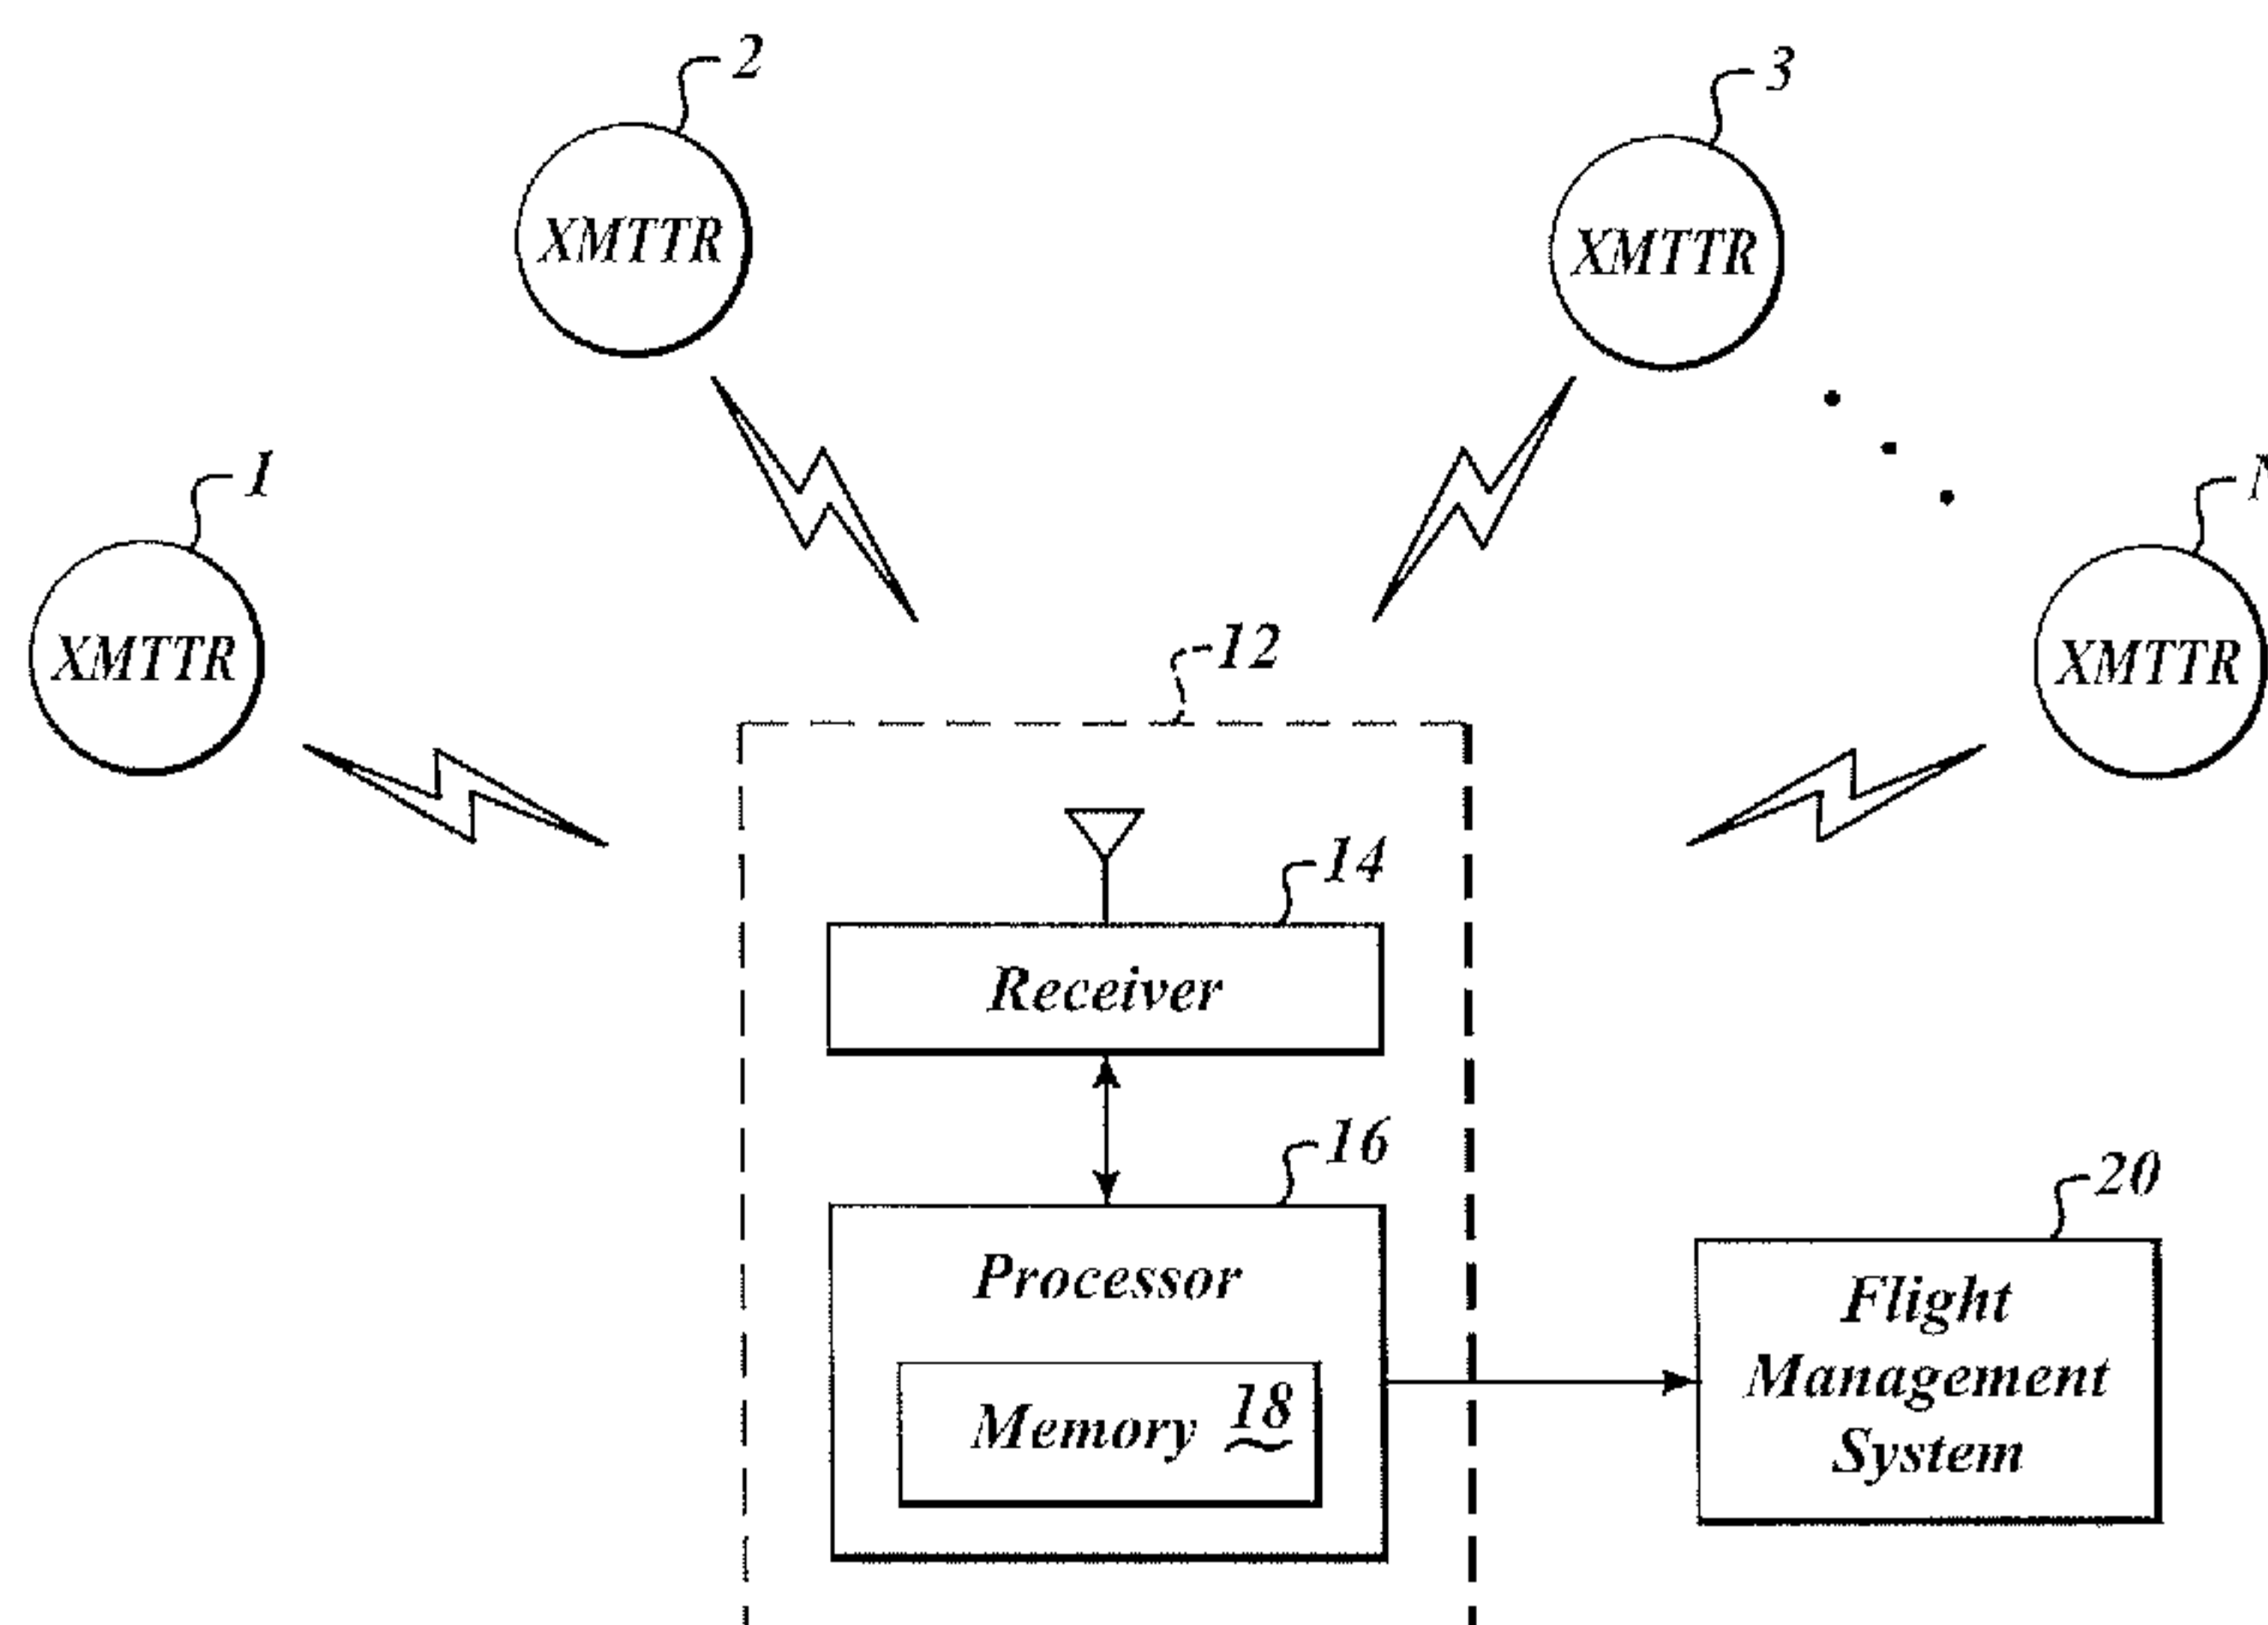 2
3
XMTTR
XMTTR
1
XMTTR
XMTTR
12
14
Receiver
16
Processor
Memory 18
20
Flight
Management
System